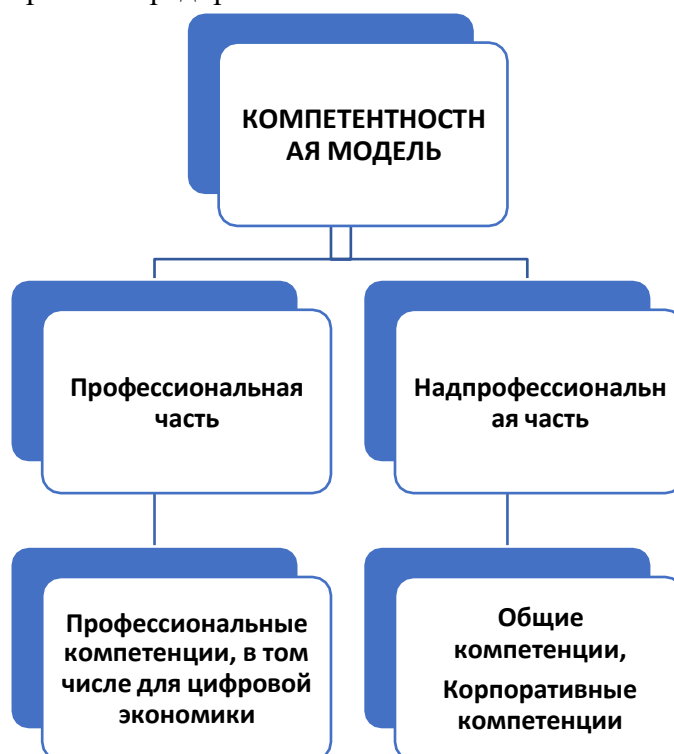 КОМПЕТЕНТНОСТН
АЯ МОДЕЛЬ
Профессиональная
часть
Надпрофессиональн
ая часть
Профессиональные
компетенции, в том
числе для цифровой
экономики
Общие
компетенции,
Корпоративные
компетенции